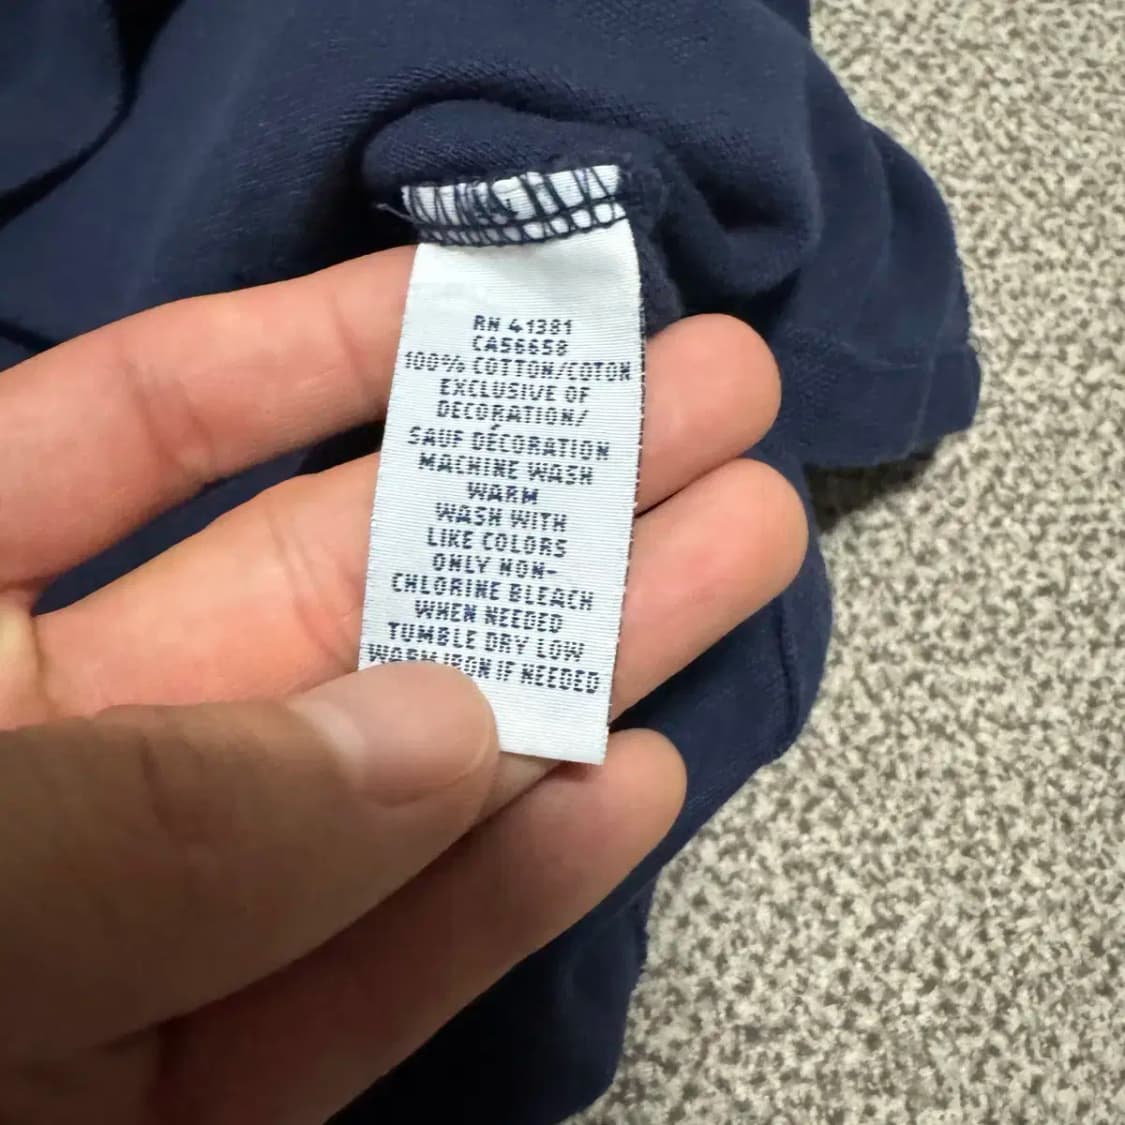 RN 41381
CA56658
100% COTTON/COTON
EXCLUSIVE OF
DECORATION/
SAUF DÉCORATION
MACHINE WASH
WARM
WASH WITH
LIKE COLORS
ONLY NON-
CHLORINE BLEACH
WHEN NEEDED
TUMBLE DRY LOW
WARM IRON IF NEEDED